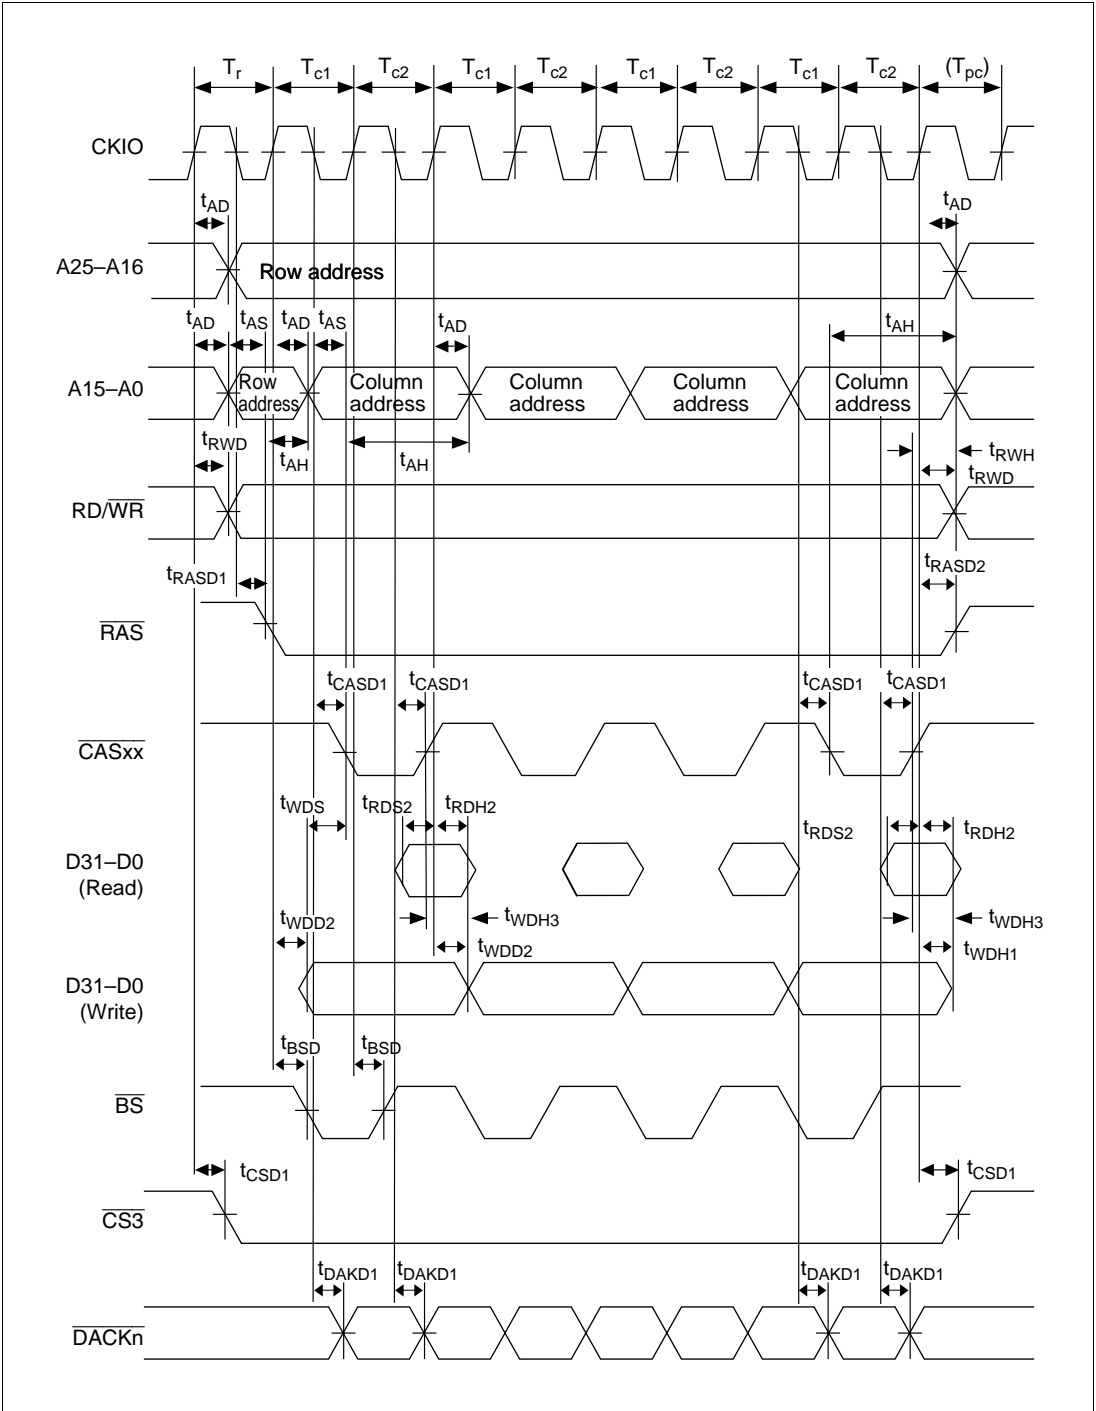 Tr Tc1 Tc2 Tc1 Tc2 Tc1 Tc2 Tc1 Tc2 (Tpc)
CKIO
tAD tAD
A25–A16 Row address
tAD tAS tAD tAS tAD tAH
A15–A0 Row address Column address Column address Column address Column address
tRWD tAH tAH tRWH
tRWD
RD/WR
tRASD1 tRASD2
RAS
tCASD1 tCASD1 tCASD1 tCASD1
CASxx
tWDS tRDS2 tRDH2 tRDS2 tRDH2
D31–D0
(Read)
tWDD2 tWDH3 tWDH3
tWDD2 tWDH1
D31–D0
(Write)
tBSD tBSD
BS
tCSD1 tCSD1
CS3
tDAKD1 tDAKD1 tDAKD1 tDAKD1
DACKn